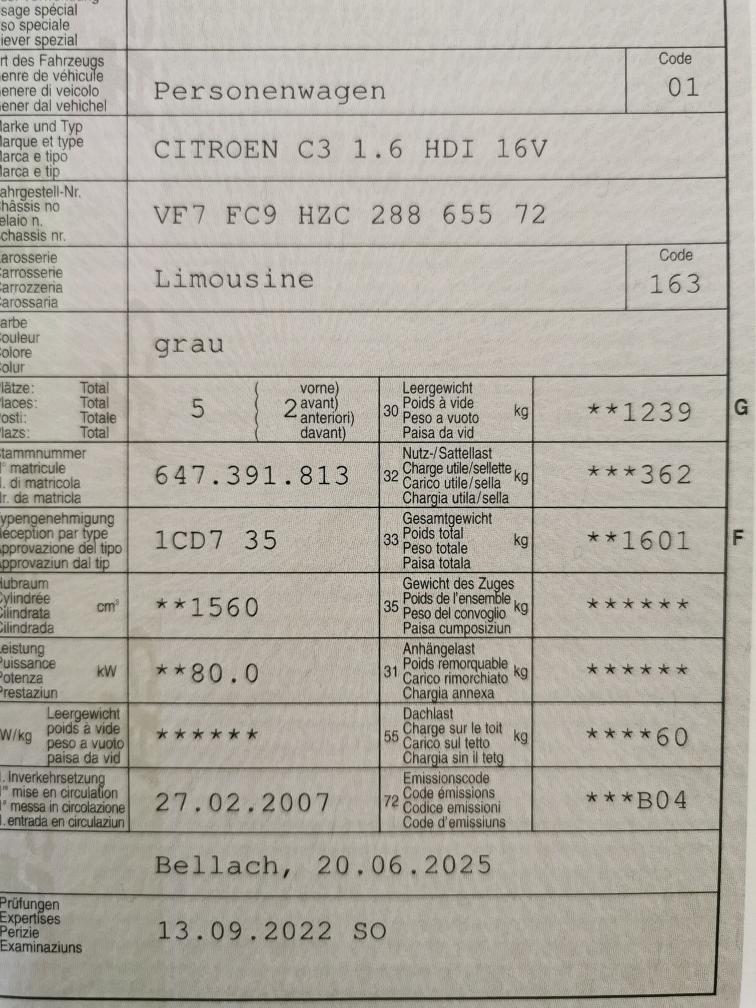 sage spécial
so speciale
iever spezial
rt des Fahrzeugs
enre de véhicule
enere di veicolo
ener dal vehichel
Personenwagen
Code
01
arke und Typ
arque et type
arca e tipo
arca e tip
CITROEN C3 1.6 HDI 16V
ahrgestell-Nr.
hâssis no
elaio n.
chassis nr.
VF7 FC9 HZC 288 655 72
arosserie
arrosserie
arrozzeria
arossaria
Limousine
Code
163
arbe
ouleur
olore
olur
grau
lätze: Total
laces: Total
osti: Totale
lazs: Total
5
2
vorne)
avant)
anteriori)
davant)
30
Leergewicht
Poids à vide
Peso a vuoto
Paisa da vid
kg
**1239
G
tammnummer
matricule
. di matricola
r. da matricla
647.391.813
32
Nutz-/Sattellast
Charge utile/sellette
Carico utile/sella
Chargia utila/sella
kg
***362
ypengenehmigung
éception par type
pprovazione del tipo
pprovaziun dal tip
1CD7 35
33
Gesamtgewicht
Poids total
Peso totale
Paisa totala
kg
**1601
F
ubraum
ylindrée
ilindrata
ilindrada
cm³
**1560
35
Gewicht des Zuges
Poids de l'ensemble
Peso del convoglio
Paisa cumposiziun
kg
******
eistung
uissance
otenza
restaziun
kW
**80.0
31
Anhängelast
Poids remorquable
Carico rimorchiato
Chargia annexa
kg
******
W/kg
Leergewicht
poids à vide
peso a vuoto
paisa da vid
******
55
Dachlast
Charge sur le toit
Carico sul tetto
Chargia sin il tetg
kg
****60
. Inverkehrsetzung
mise en circulation
messa in circolazione
. entrada en circulaziun
27.02.2007
72
Emissionscode
Code émissions
Codice emissioni
Code d'emissiuns
***B04
Bellach, 20.06.2025
Prüfungen
Expertises
Perizie
Examinaziuns
13.09.2022 SO